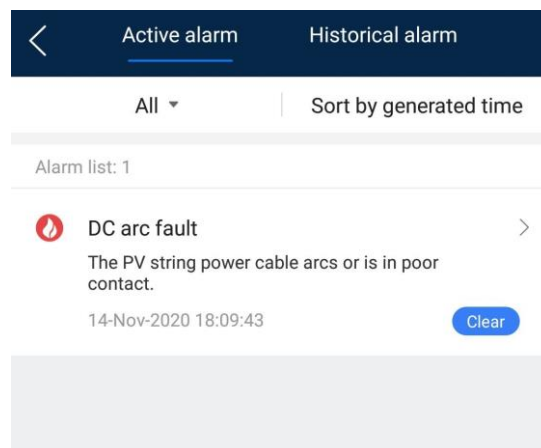 Active alarm Historical alarm
All Sort by generated time
Alarm list: 1
DC arc fault
The PV string power cable arcs or is in poor
contact.
14-Nov-2020 18:09:43 Clear